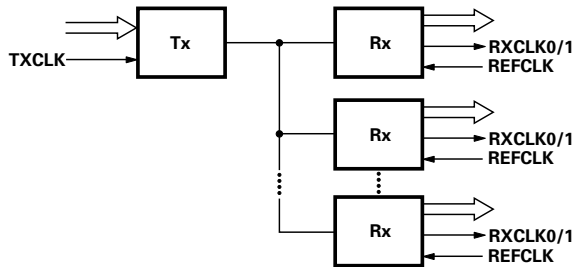 Tx
TXCLK
Rx
RXCLK0/1
REFCLK
Rx
RXCLK0/1
REFCLK
Rx
RXCLK0/1
REFCLK